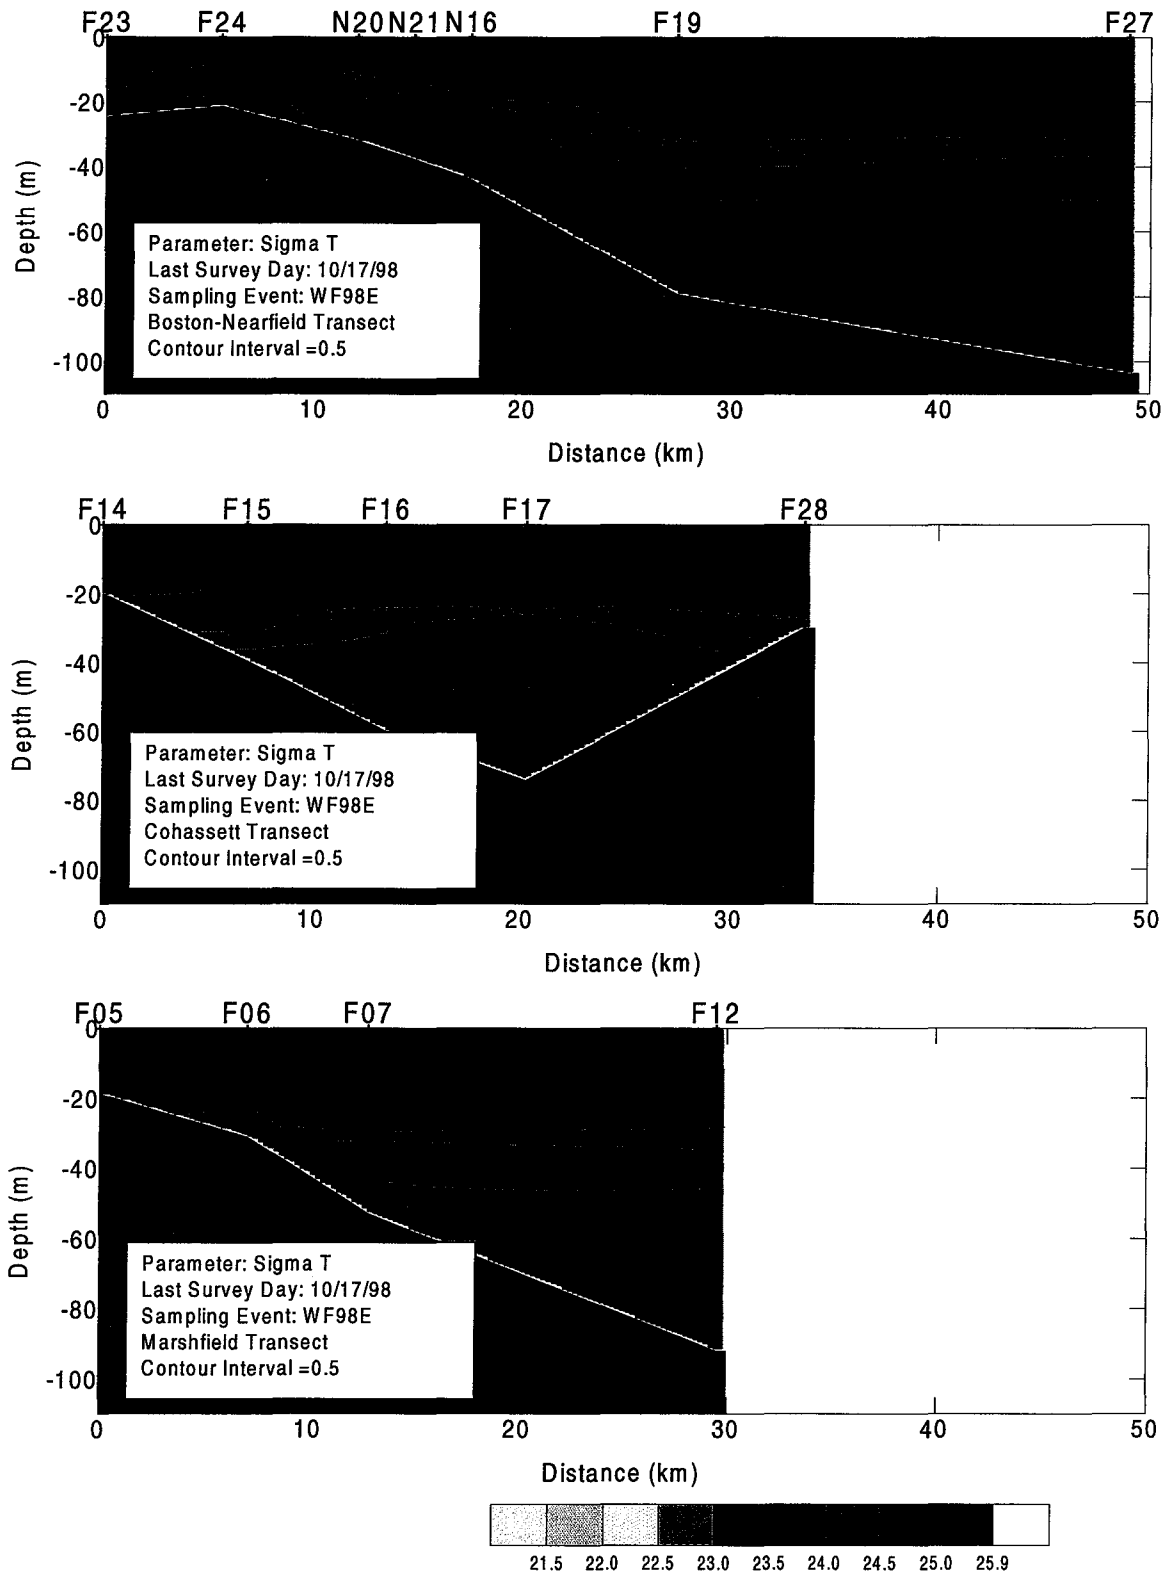 F23 F24 N20 N21 N16 F19 F27
0
-20
-40
-60
-80
-100
Depth (m)
Parameter: Sigma T
Last Survey Day: 10/17/98
Sampling Event: WF98E
Boston-Nearfield Transect
Contour Interval =0.5
0 10 20 30 40 50
Distance (km)
F14 F15 F16 F17 F28
0
-20
-40
-60
-80
-100
Depth (m)
Parameter: Sigma T
Last Survey Day: 10/17/98
Sampling Event: WF98E
Cohassett Transect
Contour Interval =0.5
0 10 20 30 40 50
Distance (km)
F05 F06 F07 F12
0
-20
-40
-60
-80
-100
Depth (m)
Parameter: Sigma T
Last Survey Day: 10/17/98
Sampling Event: WF98E
Marshfield Transect
Contour Interval =0.5
0 10 20 30 40 50
Distance (km)
21.5 22.0 22.5 23.0 23.5 24.0 24.5 25.0 25.9